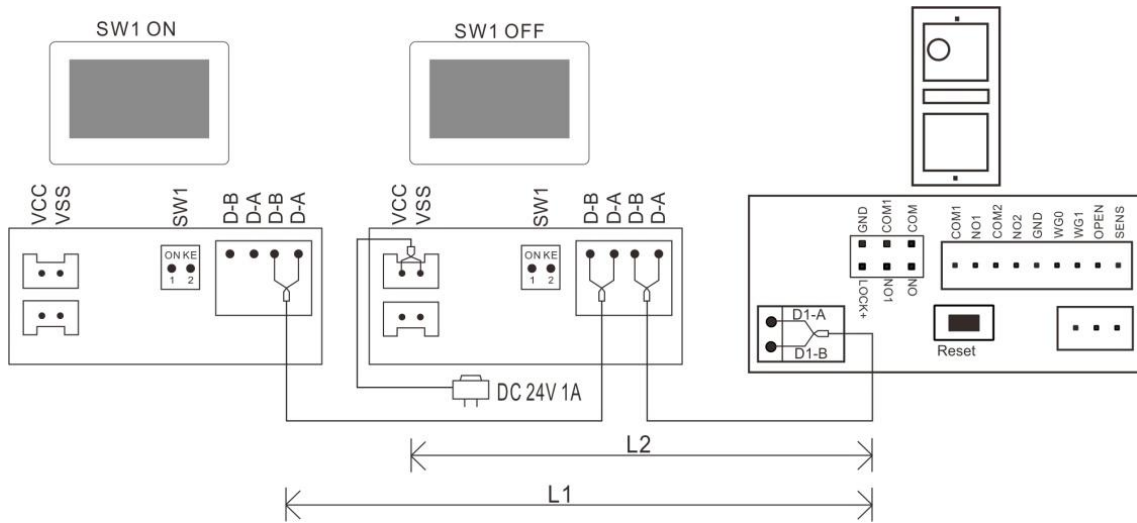 SW1 ON
SW1 OFF
VCC
VSS
SW1
D-B
D-A
D-B
D-A
ON KE
1 2
VCC
VSS
SW1
D-B
D-A
D-B
D-A
ON KE
1 2
DC 24V 1A
GND
COM1
COM
LOCK+
NO1
NO
COM1
NO1
COM2
NO2
GND
WG0
WG1
OPEN
SENS
D1-A
D1-B
Reset
L2
L1